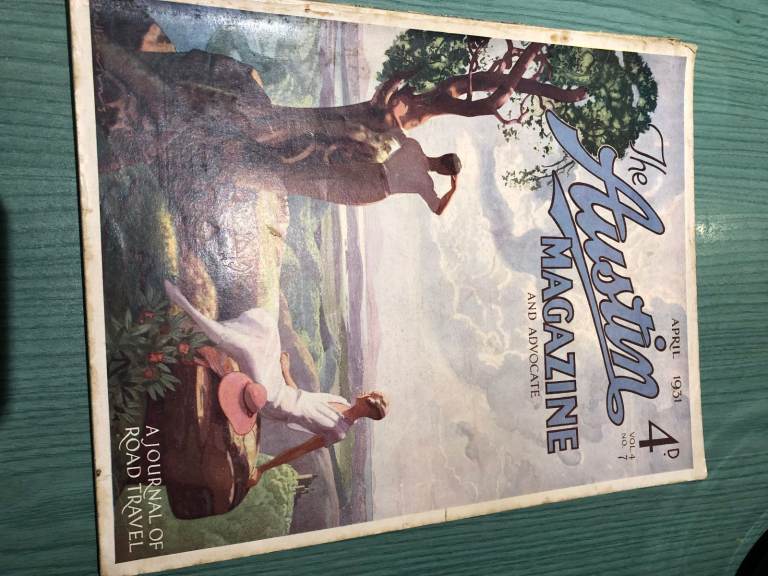 The Austin
MAGAZINE
AND ADVOCATE
APRIL 1931
4D.
VOL. 4
NO. 7
A JOURNAL OF
ROAD TRAVEL